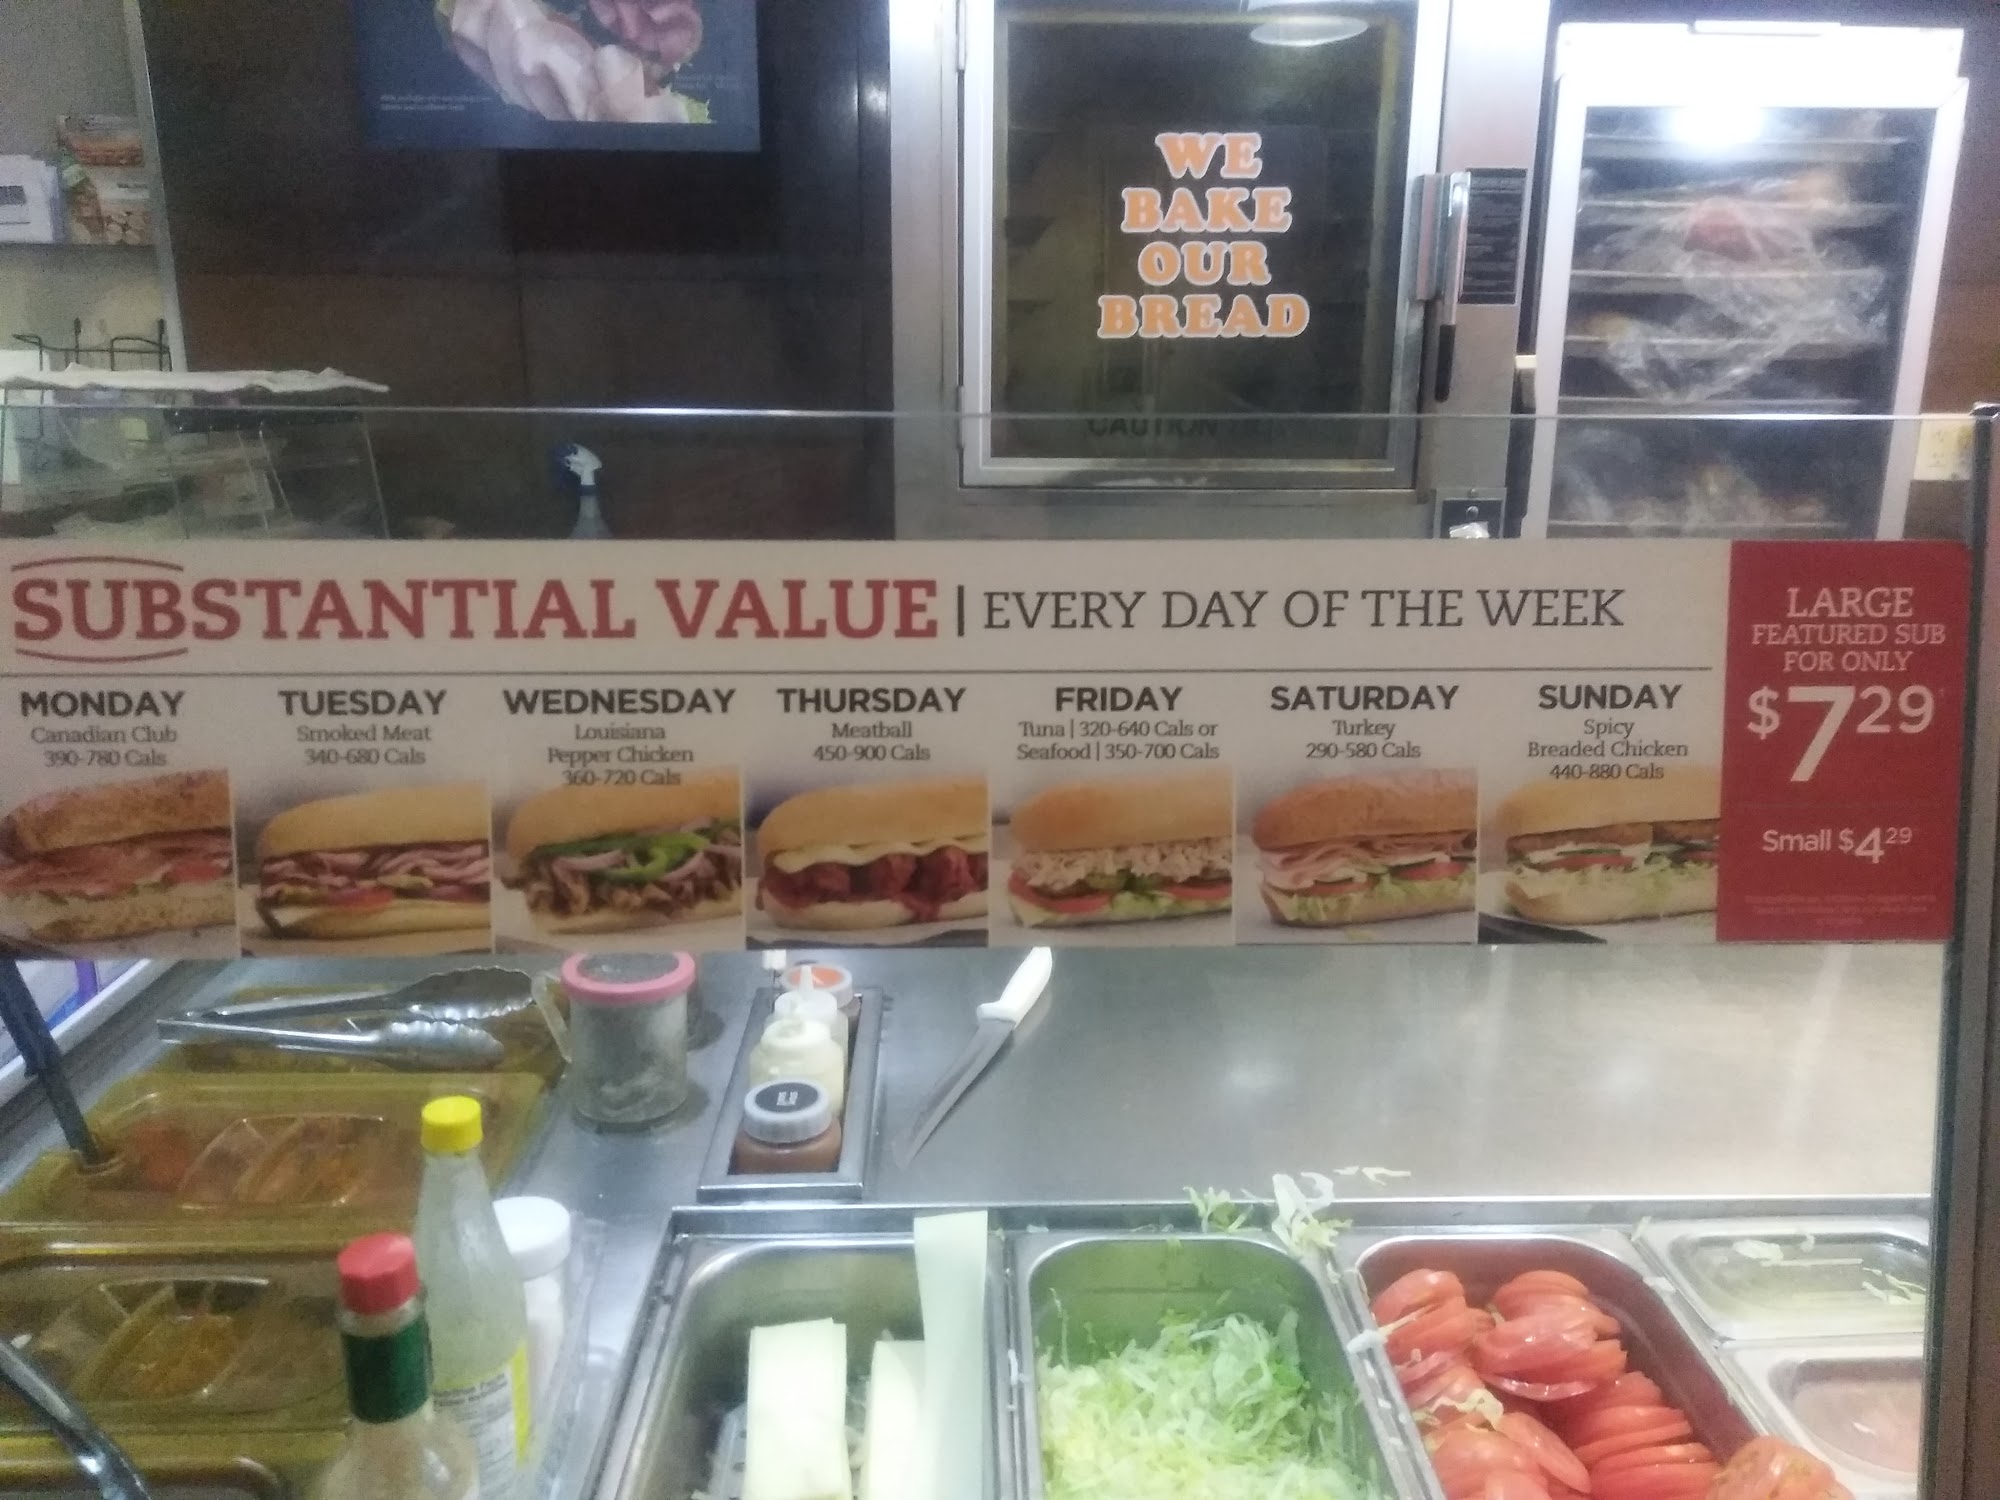 WE
BAKE
OUR
BREAD
CAUTION
SUBSTANTIAL VALUE | EVERY DAY OF THE WEEK
MONDAY
Canadian Club
390-780 Cals
TUESDAY
Smoked Meat
340-680 Cals
WEDNESDAY
Louisiana
Pepper Chicken
360-720 Cals
THURSDAY
Meatball
450-900 Cals
FRIDAY
Tuna | 320-640 Cals or
Seafood | 350-700 Cals
SATURDAY
Turkey
290-580 Cals
SUNDAY
Spicy
Breaded Chicken
440-880 Cals
LARGE
FEATURED SUB
FOR ONLY
$729
Small $429